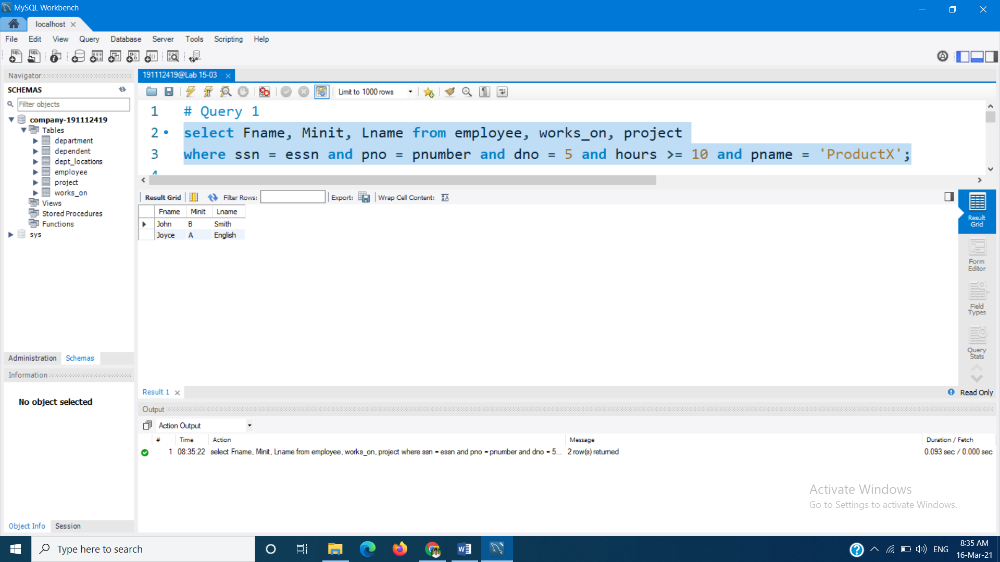 MySQL Workbench
localhost
File Edit View Query Database Server Tools Scripting Help
Navigator
SCHEMAS
Filter objects
company-191112419
Tables
department
dependent
dept_locations
employee
project
works_on
Views
Stored Procedures
Functions
sys
Administration Schemas
Information
No object selected
Object Info Session
191112419@Lab 15-03
Limit to 1000 rows
1 # Query 1
2 select Fname, Minit, Lname from employee, works_on, project
3 where ssn = essn and pno = pnumber and dno = 5 and hours >= 10 and pname = 'ProductX';
4
Result Grid Filter Rows: Export: Wrap Cell Content:
Fname Minit Lname
John B Smith
Joyce A English
Result
Grid
Form
Editor
Field
Types
Query
Stats
Result 1
Read Only
Output
Action Output
# Time Action Message Duration / Fetch
1 08:35:22 select Fname, Minit, Lname from employee, works_on, project where ssn = essn and pno = pnumber and dno = 5... 2 row(s) returned 0.093 sec / 0.000 sec
Activate Windows
Go to Settings to activate Windows.
Type here to search
ENG
8:35 AM
16-Mar-21